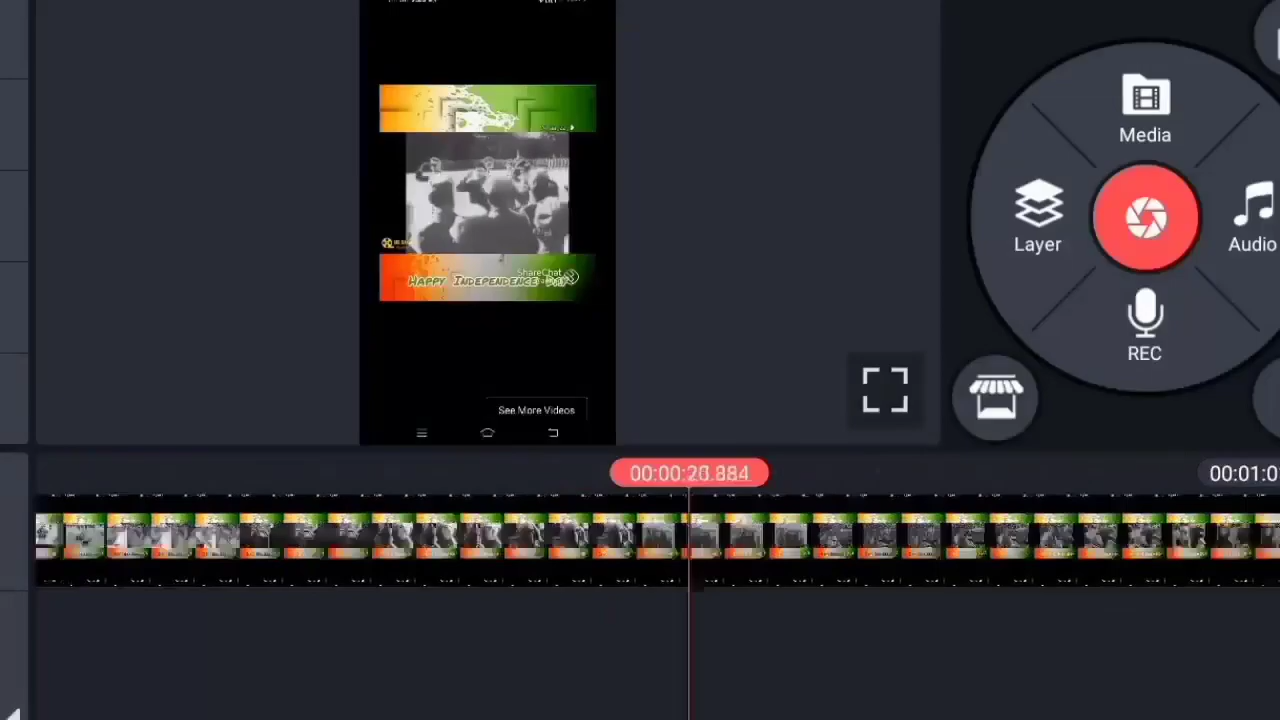 Media
Layer
Audio
REC
ShareChat
HAPPY INDEPENDENCE DAY
See More Videos
00:00:20.884
00:01:0